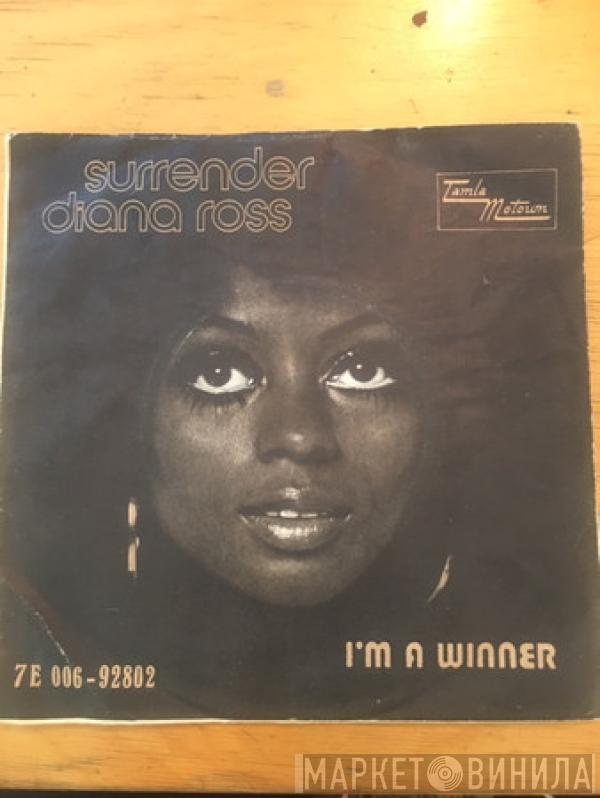 surrender
diana ross
Tamla
Motown
I'M A WINNER
7E 006-92802
МАРКЕТ ВИНИЛА